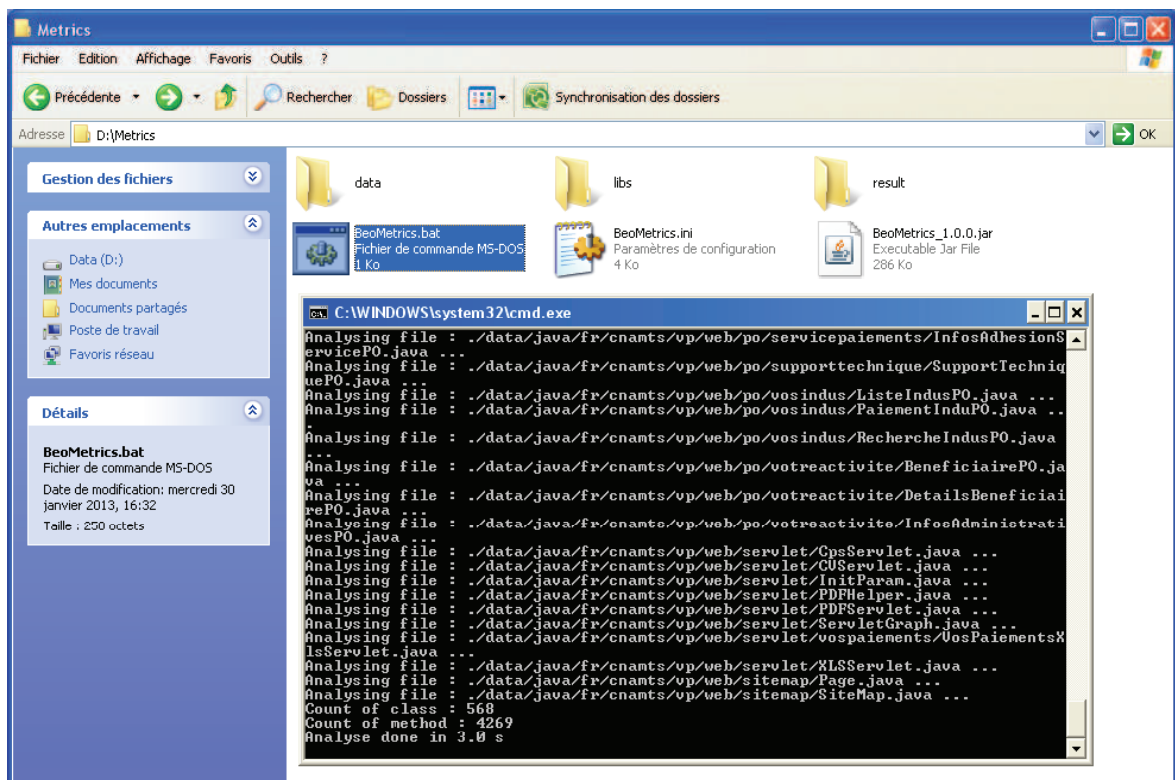 Metrics
Fichier Edition Affichage Favoris Outils ?
Précédente Rechercher Dossiers Synchronisation des dossiers
Adresse D:\Metrics OK
Gestion des fichiers
Autres emplacements
Data (D:)
Mes documents
Documents partagés
Poste de travail
Favoris réseau
Détails
BeoMetrics.bat
Fichier de commande MS-DOS
Date de modification: mercredi 30
janvier 2013, 16:32
Taille : 250 octets
data
libs
result
BeoMetrics.bat
Fichier de commande MS-DOS
1 Ko
BeoMetrics.ini
Paramètres de configuration
4 Ko
BeoMetrics_1.0.0.jar
Executable Jar File
286 Ko
C:\WINDOWS\system32\cmd.exe
Analysing file : ./data/java/fr/cnamts/vp/web/po/servicepaiements/InfosAdhesionS
ervicePO.java ...
Analysing file : ./data/java/fr/cnamts/vp/web/po/supporttechnique/SupportTechniq
uePO.java ...
Analysing file : ./data/java/fr/cnamts/vp/web/po/vosindus/ListeIndusPO.java ...
Analysing file : ./data/java/fr/cnamts/vp/web/po/vosindus/PaiementInduPO.java ..
.
Analysing file : ./data/java/fr/cnamts/vp/web/po/vosindus/RechercheIndusPO.java
...
Analysing file : ./data/java/fr/cnamts/vp/web/po/votreactivite/BeneficiairePO.ja
va ...
Analysing file : ./data/java/fr/cnamts/vp/web/po/votreactivite/DetailsBeneficiai
rePO.java ...
Analysing file : ./data/java/fr/cnamts/vp/web/po/votreactivite/InfosAdministrati
vesPO.java ...
Analysing file : ./data/java/fr/cnamts/vp/web/servlet/CpsServlet.java ...
Analysing file : ./data/java/fr/cnamts/vp/web/servlet/CVServlet.java ...
Analysing file : ./data/java/fr/cnamts/vp/web/servlet/InitParam.java ...
Analysing file : ./data/java/fr/cnamts/vp/web/servlet/PDFHelper.java ...
Analysing file : ./data/java/fr/cnamts/vp/web/servlet/PDFServlet.java ...
Analysing file : ./data/java/fr/cnamts/vp/web/servlet/ServletGraph.java ...
Analysing file : ./data/java/fr/cnamts/vp/web/servlet/vospaiements/VosPaiementsX
lsServlet.java ...
Analysing file : ./data/java/fr/cnamts/vp/web/servlet/XLSServlet.java ...
Analysing file : ./data/java/fr/cnamts/vp/web/sitemap/Page.java ...
Analysing file : ./data/java/fr/cnamts/vp/web/sitemap/SiteMap.java ...
Count of class : 568
Count of method : 4269
Analyse done in 3.0 s